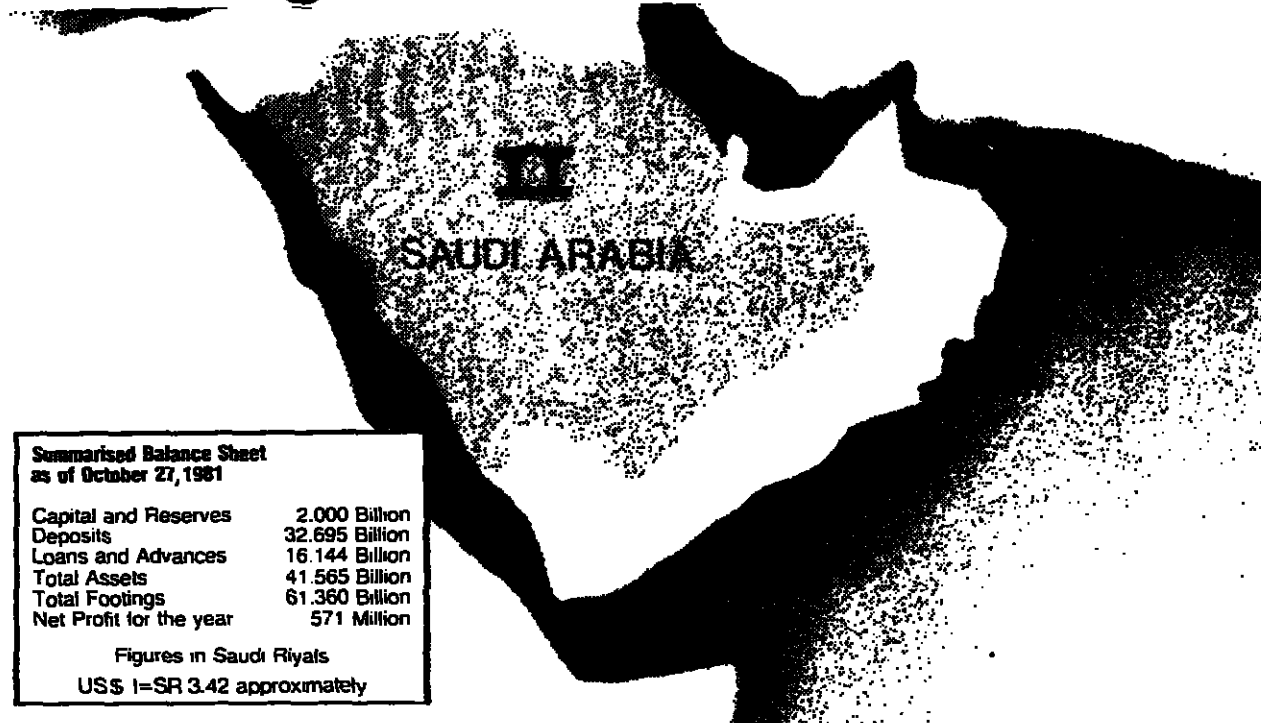 SAUDI ARABIA
Summarised Balance Sheet
as of October 27, 1981
Capital and Reserves 2.000 Billion
Deposits 32.695 Billion
Loans and Advances 16.144 Billion
Total Assets 41.565 Billion
Total Footings 61.360 Billion
Net Profit for the year 571 Million
Figures in Saudi Riyals
US$ 1=SR 3.42 approximately